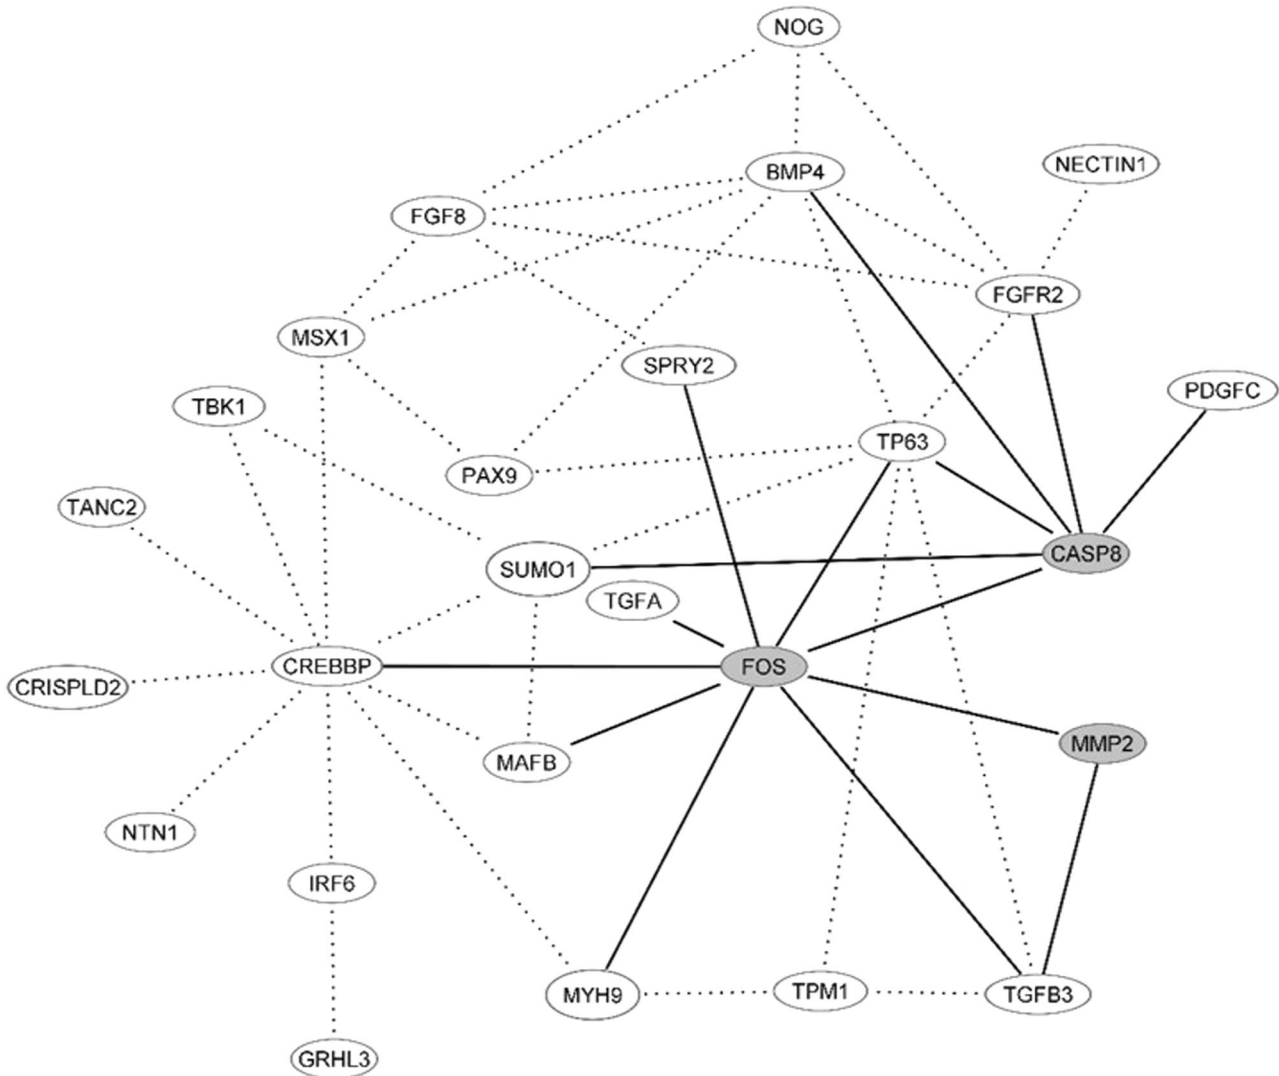 NOG
NECTIN1
BMP4
FGF8
FGFR2
MSX1
SPRY2
PDGFC
TBK1
TP63
PAX9
TANC2
CASP8
SUMO1
TGFA
CREBBP
FOS
CRISPLD2
MMP2
MAFB
NTN1
IRF6
MYH9
TPM1
TGFB3
GRHL3